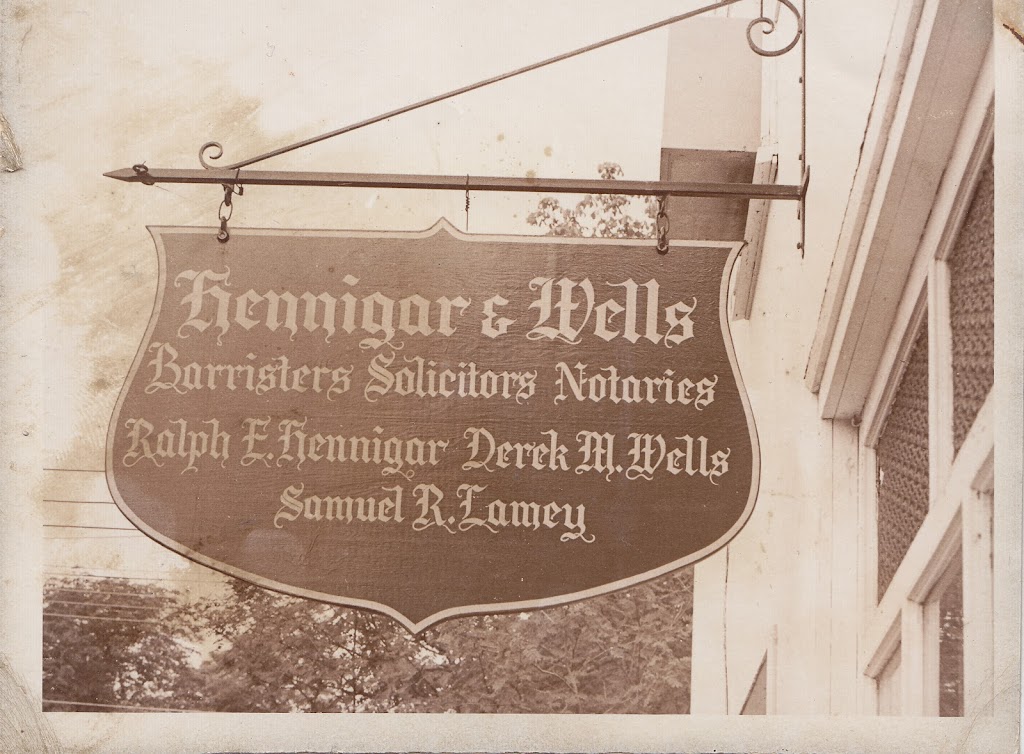 Hennigar & Wells
Barristers Solicitors Notaries
Ralph E. Hennigar Derek M. Wells
Samuel R. Lamey